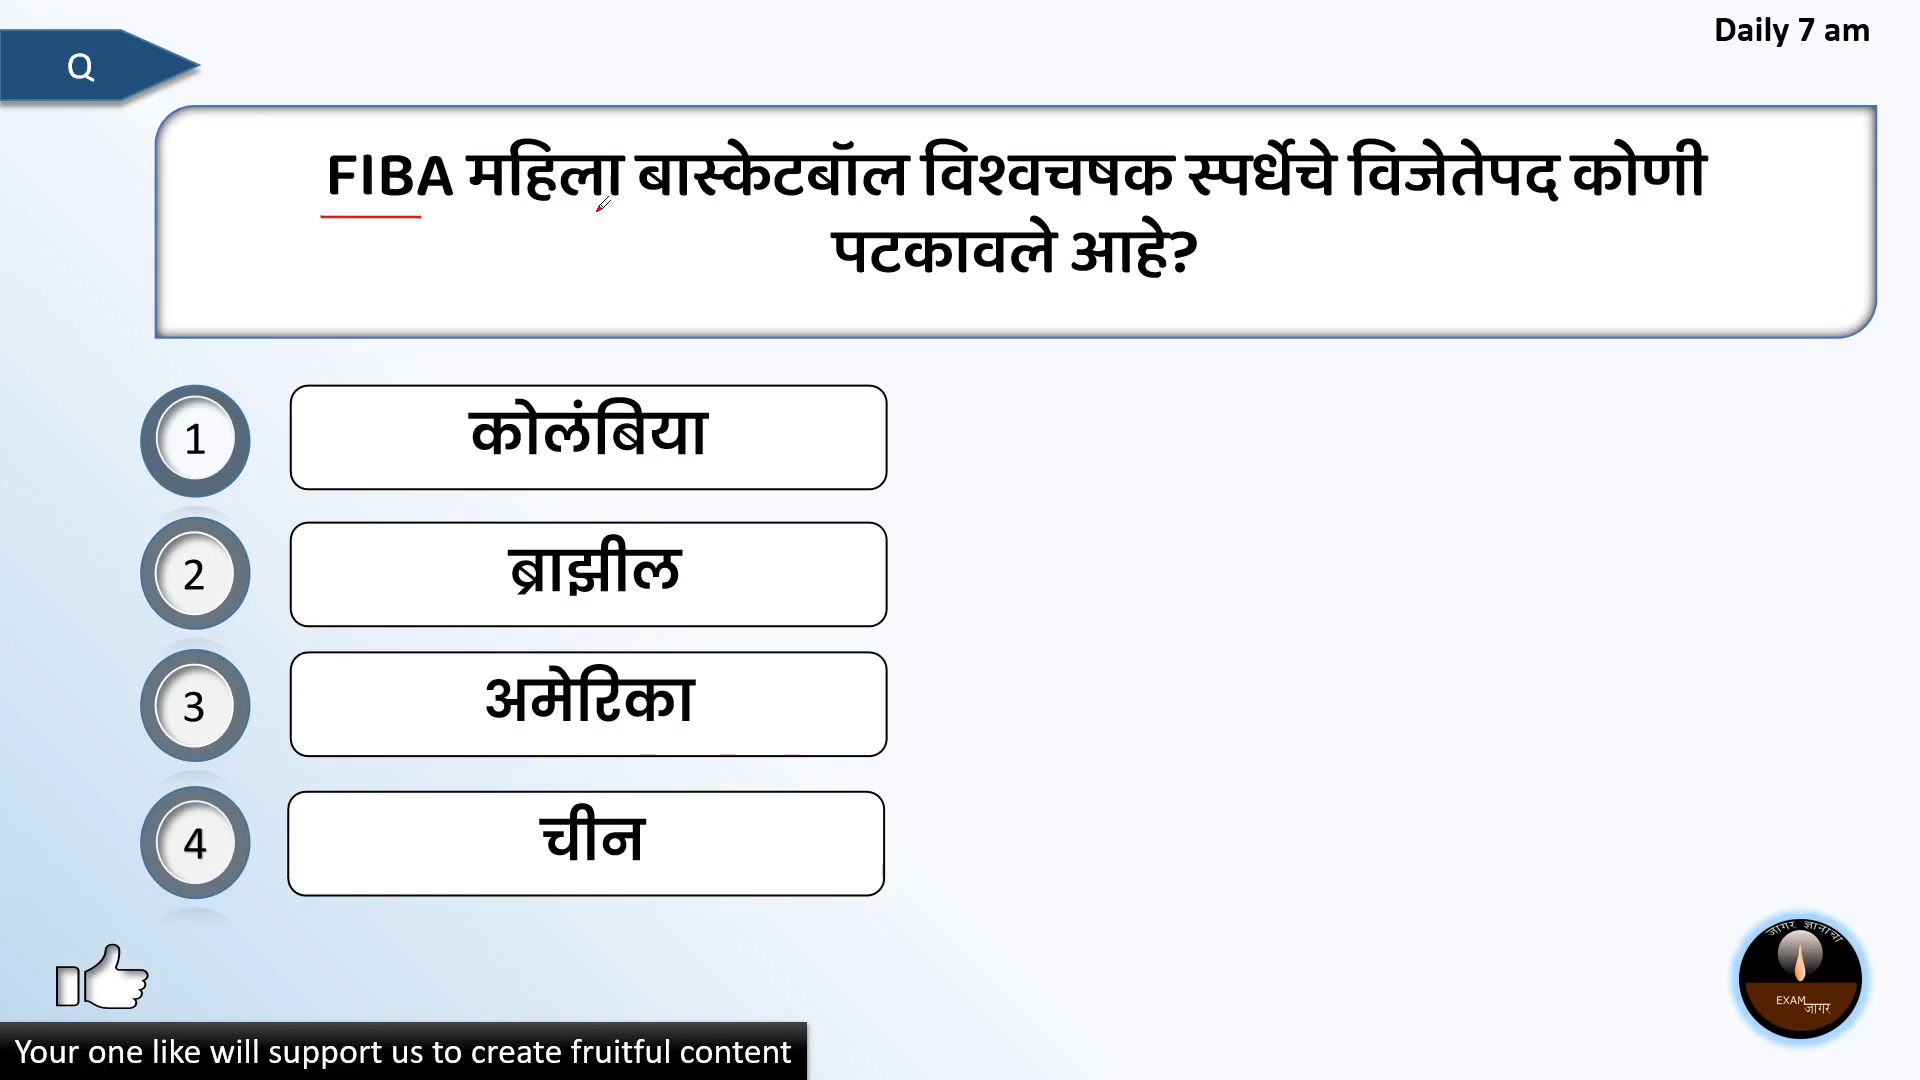 Daily 7 am
Q
FIBA महिला बास्केटबॉल विश्वचषक स्पर्धेचे विजेतेपद कोणी
पटकावले आहे?
1
कोलंबिया
2
ब्राझील
3
अमेरिका
4
चीन
जागर ज्ञानाचा
EXAM
जागर
Your one like will support us to create fruitful content